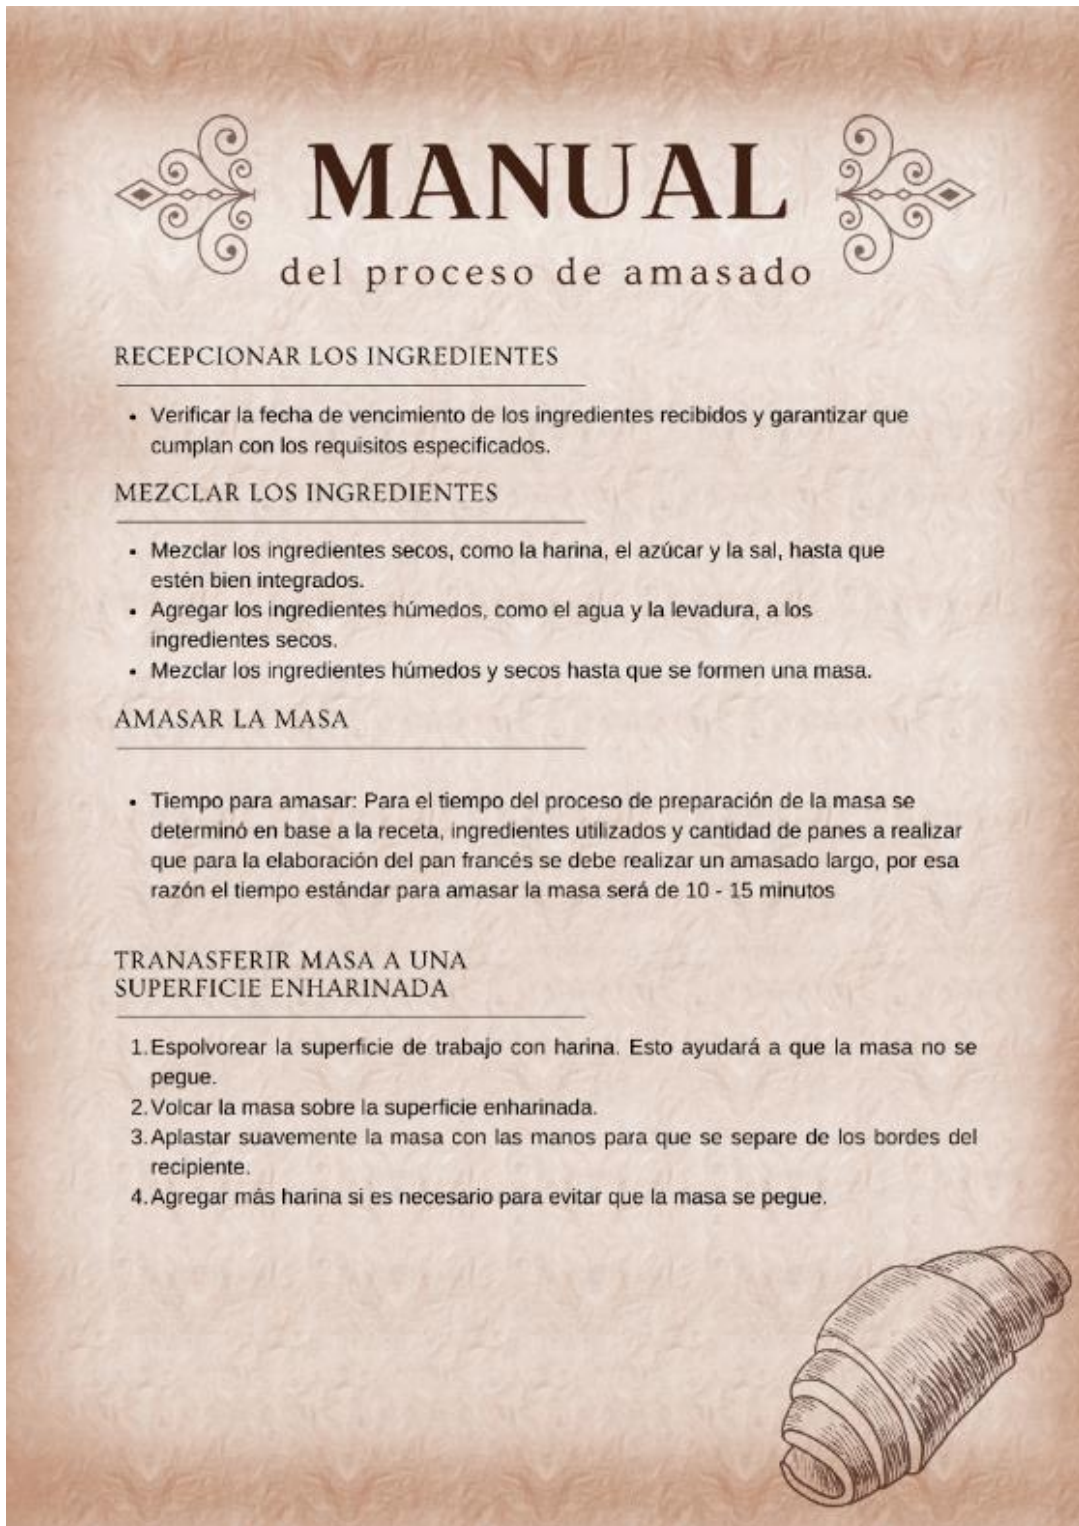 MANUAL
del proceso de amasado
RECEPCIONAR LOS INGREDIENTES
• Verificar la fecha de vencimiento de los ingredientes recibidos y garantizar que
cumplan con los requisitos especificados.
MEZCLAR LOS INGREDIENTES
• Mezclar los ingredientes secos, como la harina, el azúcar y la sal, hasta que
estén bien integrados.
• Agregar los ingredientes húmedos, como el agua y la levadura, a los
ingredientes secos.
• Mezclar los ingredientes húmedos y secos hasta que se formen una masa.
AMASAR LA MASA
• Tiempo para amasar: Para el tiempo del proceso de preparación de la masa se
determinó en base a la receta, ingredientes utilizados y cantidad de panes a realizar
que para la elaboración del pan francés se debe realizar un amasado largo, por esa
razón el tiempo estándar para amasar la masa será de 10 - 15 minutos
TRANASFERIR MASA A UNA
SUPERFICIE ENHARINADA
1. Espolvorear la superficie de trabajo con harina. Esto ayudará a que la masa no se
pegue.
2. Volcar la masa sobre la superficie enharinada.
3. Aplastar suavemente la masa con las manos para que se separe de los bordes del
recipiente.
4. Agregar más harina si es necesario para evitar que la masa se pegue.